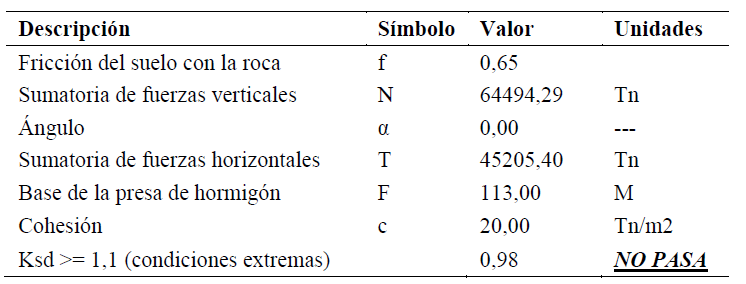 Descripción Símbolo Valor Unidades
Fricción del suelo con la roca f 0,65
Sumatoria de fuerzas verticales N 64494,29 Tn
Ángulo α 0,00 ---
Sumatoria de fuerzas horizontales T 45205,40 Tn
Base de la presa de hormigón F 113,00 M
Cohesión c 20,00 Tn/m2
Ksd >= 1,1 (condiciones extremas) 0,98 NO PASA